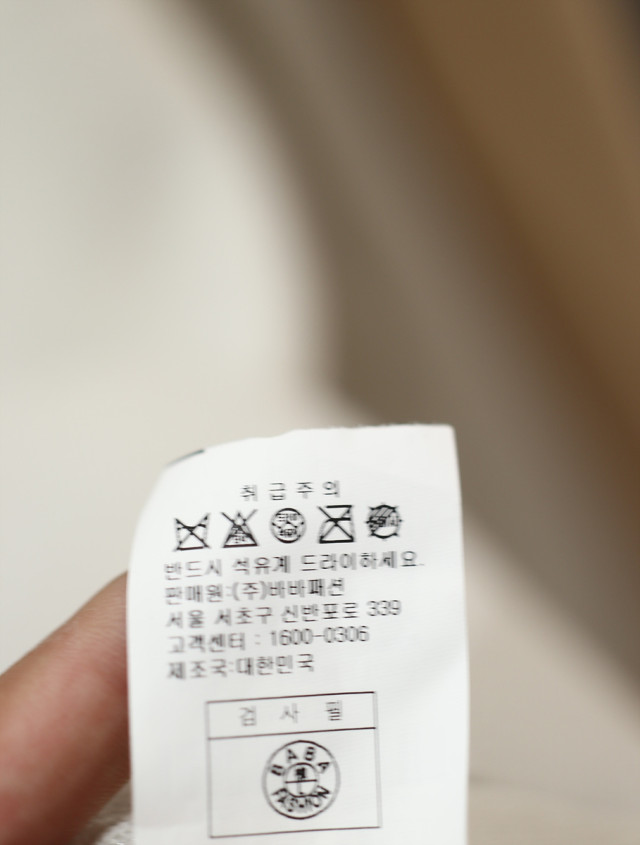 취급주의
반드시 석유계 드라이하세요.
판매원:(주)바바패션
서울 서초구 신반포로 339
고객센터 : 1600-0306
제조국:대한민국
검 사 필
BABA
FASHION